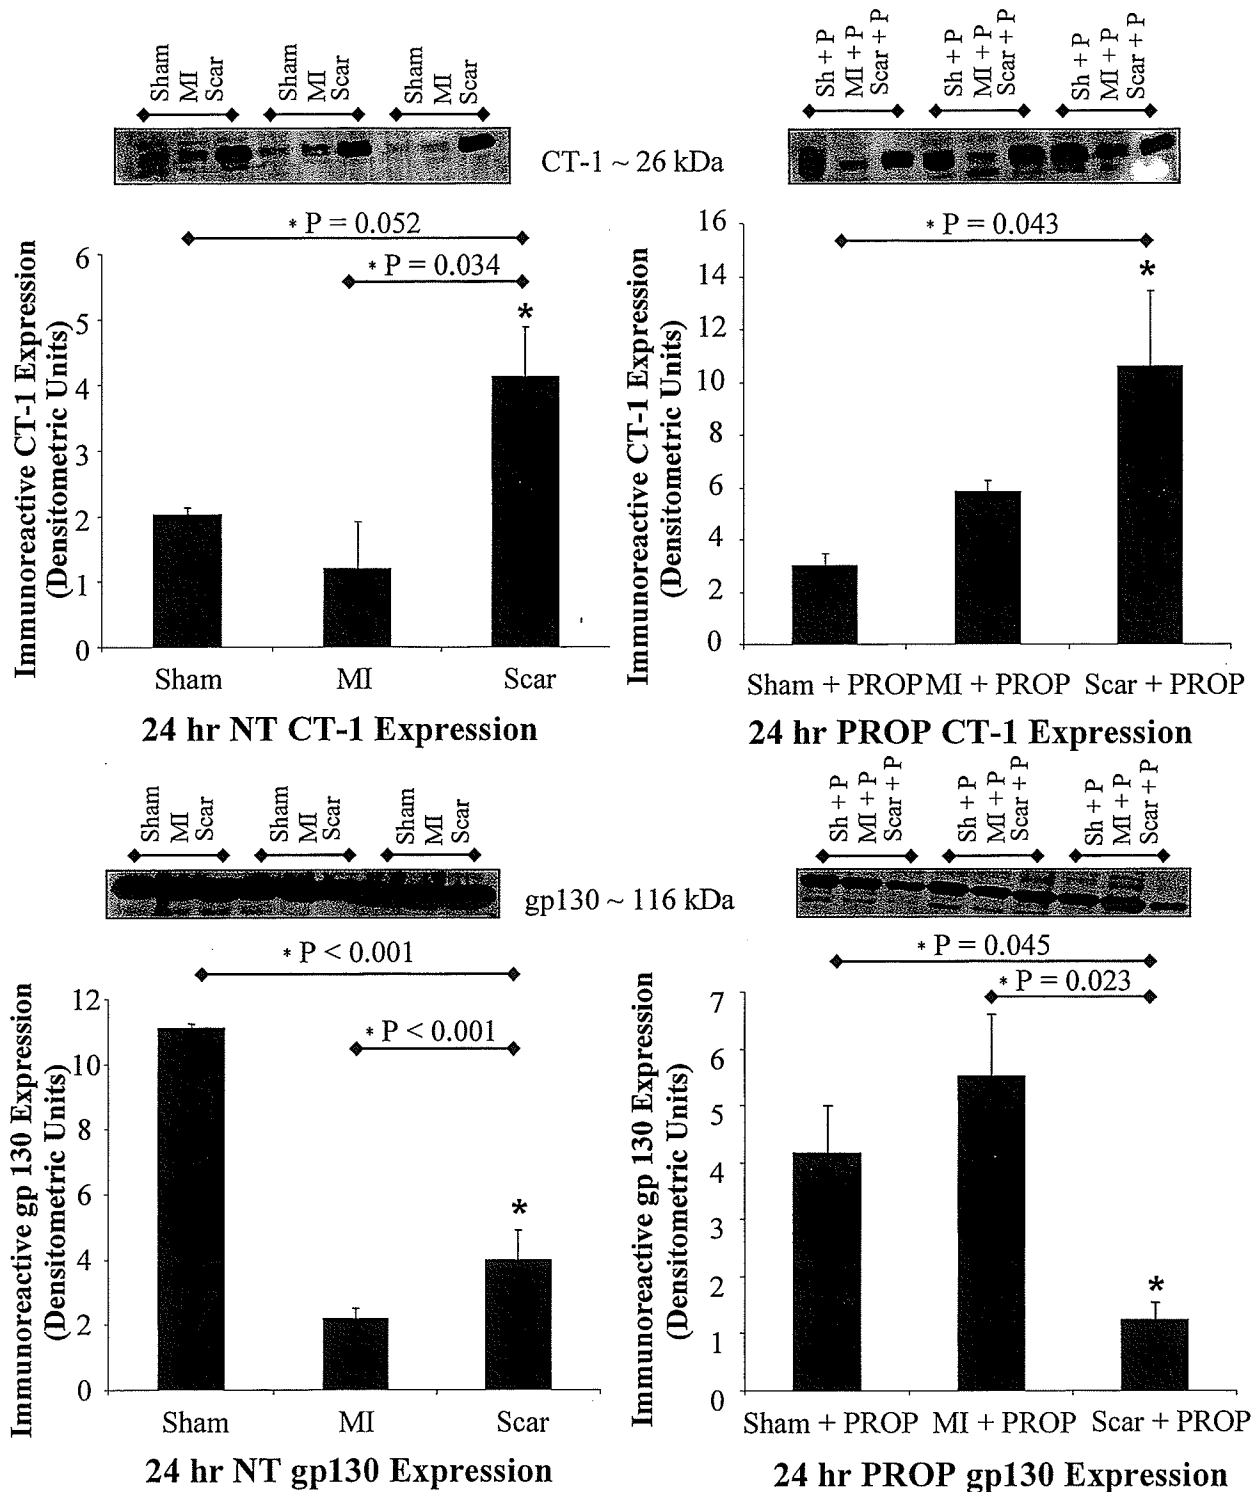 Sham
MI
Scar
Sham
MI
Scar
Sham
MI
Scar
Sh + P
MI + P
Scar + P
Sh + P
MI + P
Scar + P
Sh + P
MI + P
Scar + P
CT-1 ~ 26 kDa
* P = 0.052
* P = 0.034
Immunoreactive CT-1 Expression
(Densitometric Units)
6
5
4
3
2
1
0
*
Sham MI Scar
24 hr NT CT-1 Expression
* P = 0.043
Immunoreactive CT-1 Expression
(Densitometric Units)
16
14
12
10
8
6
4
2
0
*
Sham + PROP MI + PROP Scar + PROP
24 hr PROP CT-1 Expression
Sham
MI
Scar
Sham
MI
Scar
Sham
MI
Scar
Sh + P
MI + P
Scar + P
Sh + P
MI + P
Scar + P
Sh + P
MI + P
Scar + P
gp130 ~ 116 kDa
* P < 0.001
* P < 0.001
Immunoreactive gp 130 Expression
(Densitometric Units)
12
10
8
6
4
2
0
*
Sham MI Scar
24 hr NT gp130 Expression
* P = 0.045
* P = 0.023
Immunoreactive gp 130 Expression
(Densitometric Units)
7
6
5
4
3
2
1
0
*
Sham + PROP MI + PROP Scar + PROP
24 hr PROP gp130 Expression